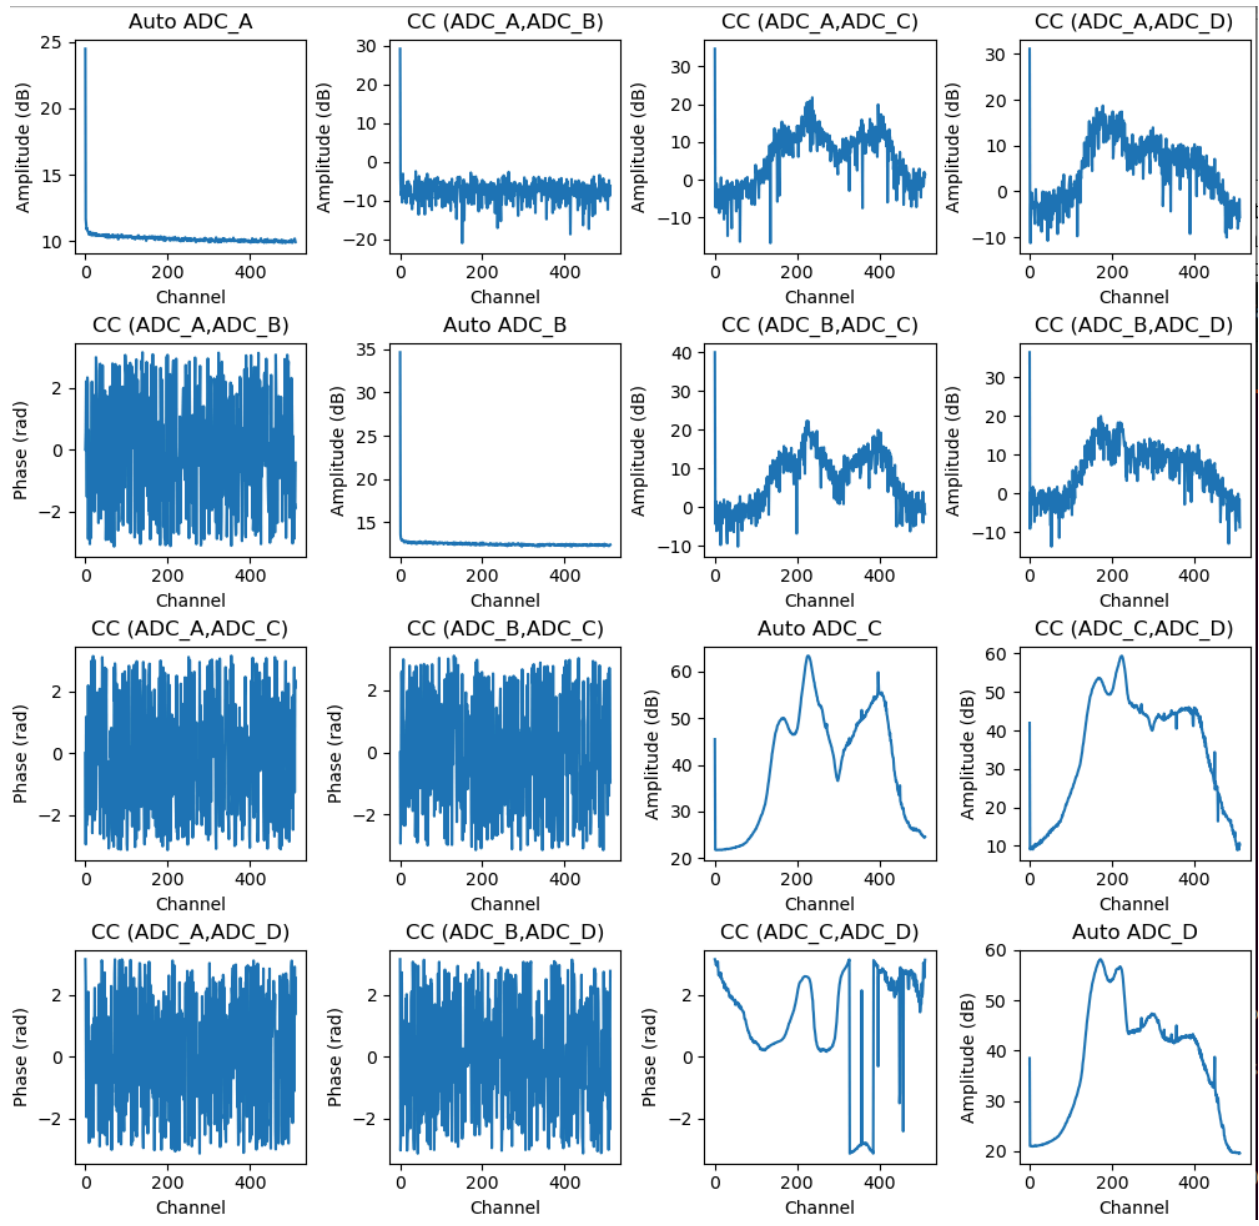 Auto ADC_A
25
20
15
10
Amplitude (dB)
0 200 400
Channel
CC (ADC_A,ADC_B)
30
20
10
0
−10
−20
Amplitude (dB)
0 200 400
Channel
CC (ADC_A,ADC_C)
30
20
10
0
−10
Amplitude (dB)
0 200 400
Channel
CC (ADC_A,ADC_D)
30
20
10
0
−10
Amplitude (dB)
0 200 400
Channel
CC (ADC_A,ADC_B)
2
0
−2
Phase (rad)
0 200 400
Channel
Auto ADC_B
35
30
25
20
15
Amplitude (dB)
0 200 400
Channel
CC (ADC_B,ADC_C)
40
30
20
10
0
−10
Amplitude (dB)
0 200 400
Channel
CC (ADC_B,ADC_D)
30
20
10
0
−10
Amplitude (dB)
0 200 400
Channel
CC (ADC_A,ADC_C)
2
0
−2
Phase (rad)
0 200 400
Channel
CC (ADC_B,ADC_C)
2
0
−2
Phase (rad)
0 200 400
Channel
Auto ADC_C
60
50
40
30
20
Amplitude (dB)
0 200 400
Channel
CC (ADC_C,ADC_D)
60
50
40
30
20
10
Amplitude (dB)
0 200 400
Channel
CC (ADC_A,ADC_D)
2
0
−2
Phase (rad)
0 200 400
Channel
CC (ADC_B,ADC_D)
2
0
−2
Phase (rad)
0 200 400
Channel
CC (ADC_C,ADC_D)
2
0
−2
Phase (rad)
0 200 400
Channel
Auto ADC_D
60
50
40
30
20
Amplitude (dB)
0 200 400
Channel